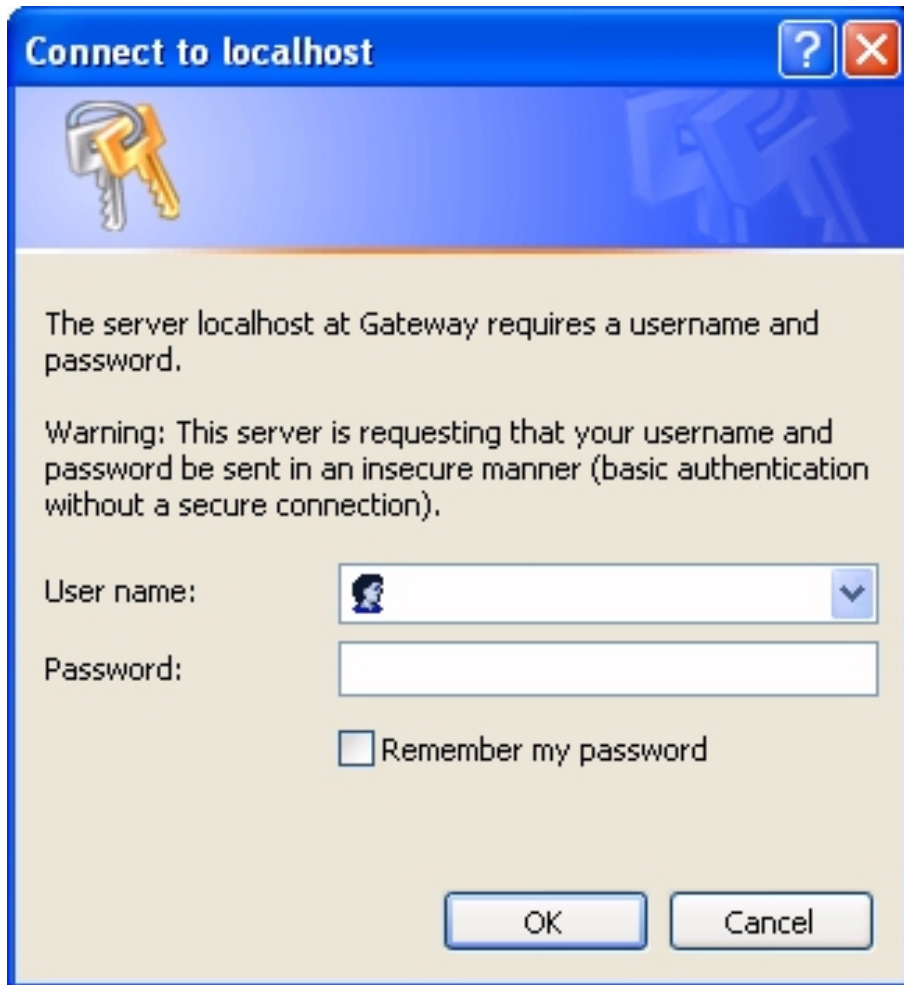 Connect to localhost
The server localhost at Gateway requires a username and
password.
Warning: This server is requesting that your username and
password be sent in an insecure manner (basic authentication
without a secure connection).
User name:
Password:
Remember my password
OK Cancel